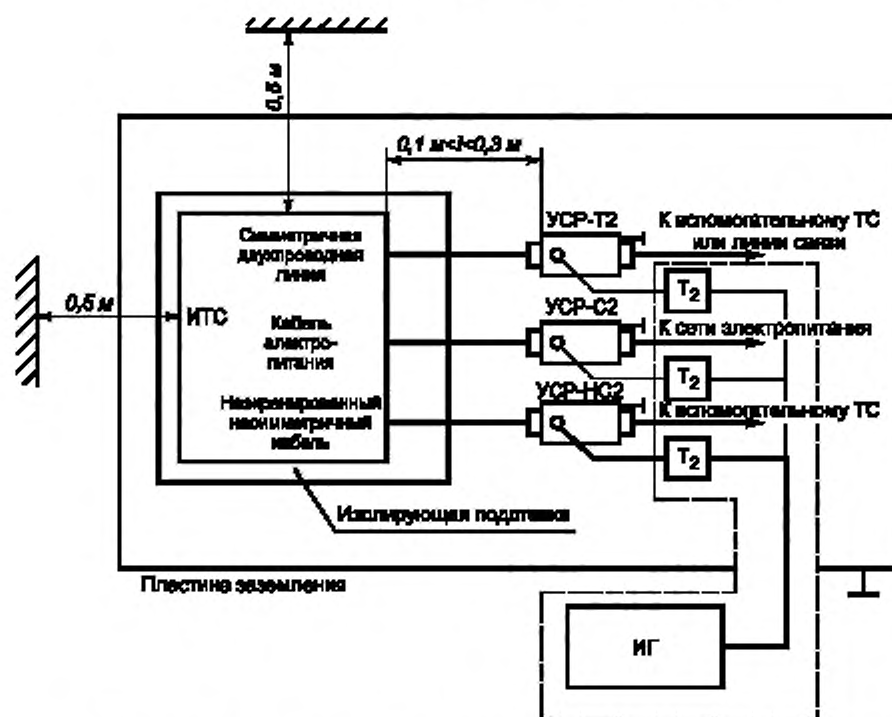 0,5 м
0,1 м<l<0,3 м
УСР-Т2
К вспомогательному ТС
или линии связи
Симметричная
двухпроводная
линия
T2
0,5 м
ИТС
УСР-С2
К сети электропитания
Кабель
электро-
питания
T2
УСР-НС2
Неэкранированный
несимметричный
кабель
К вспомогательному ТС
T2
Изолирующая подставка
Пластина заземления
ИГ